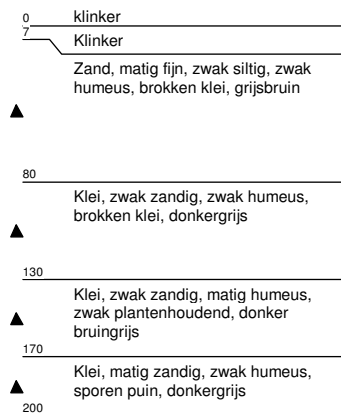 0 klinker
7 Klinker
Zand, matig fijn, zwak siltig, zwak
humeus, brokken klei, grijsbruin
80
Klei, zwak zandig, zwak humeus,
brokken klei, donkergrijs
130
Klei, zwak zandig, matig humeus,
zwak plantenhoudend, donker
bruingrijs
170
Klei, matig zandig, zwak humeus,
sporen puin, donkergrijs
200